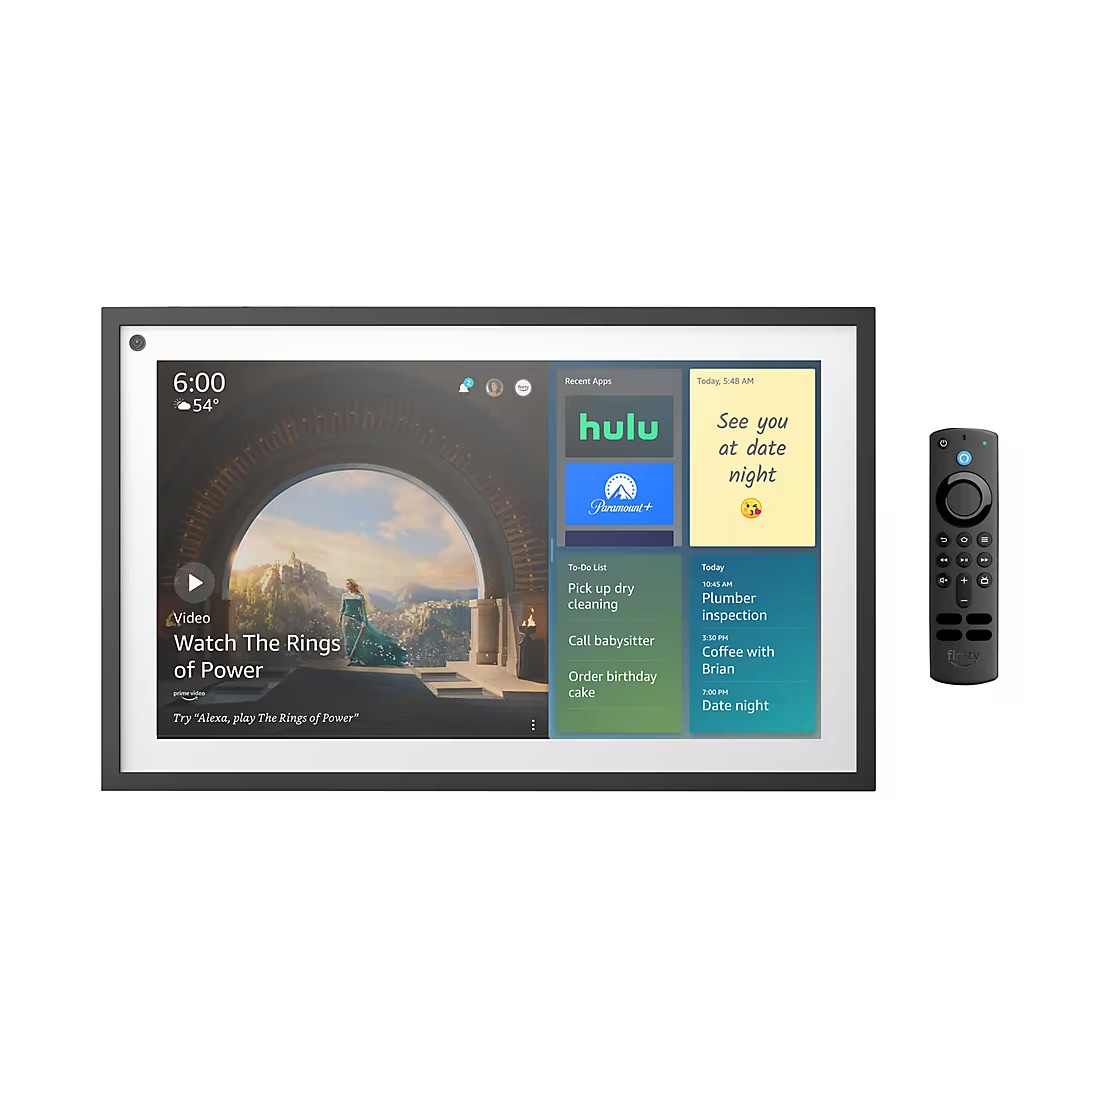 6:00
54°
2
Video
Watch The Rings
of Power
prime video
Try “Alexa, play The Rings of Power”
Recent Apps
hulu
Paramount+
Today, 5:48 AM
See you
at date
night
To-Do List
Pick up dry
cleaning
Call babysitter
Order birthday
cake
Today
10:45 AM
Plumber
inspection
3:30 PM
Coffee with
Brian
7:00 PM
Date night
fire tv